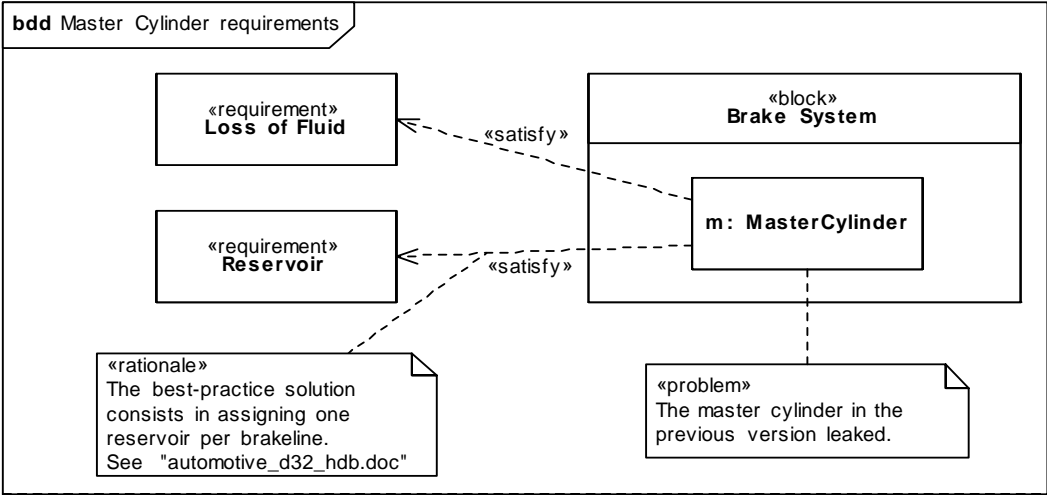 bdd Master Cylinder requirements
«requirement»
Loss of Fluid
«satisfy»
«block»
Brake System
m: MasterCylinder
«requirement»
Reservoir
«satisfy»
«rationale»
The best-practice solution
consists in assigning one
reservoir per brakeline.
See "automotive_d32_hdb.doc"
«problem»
The master cylinder in the
previous version leaked.